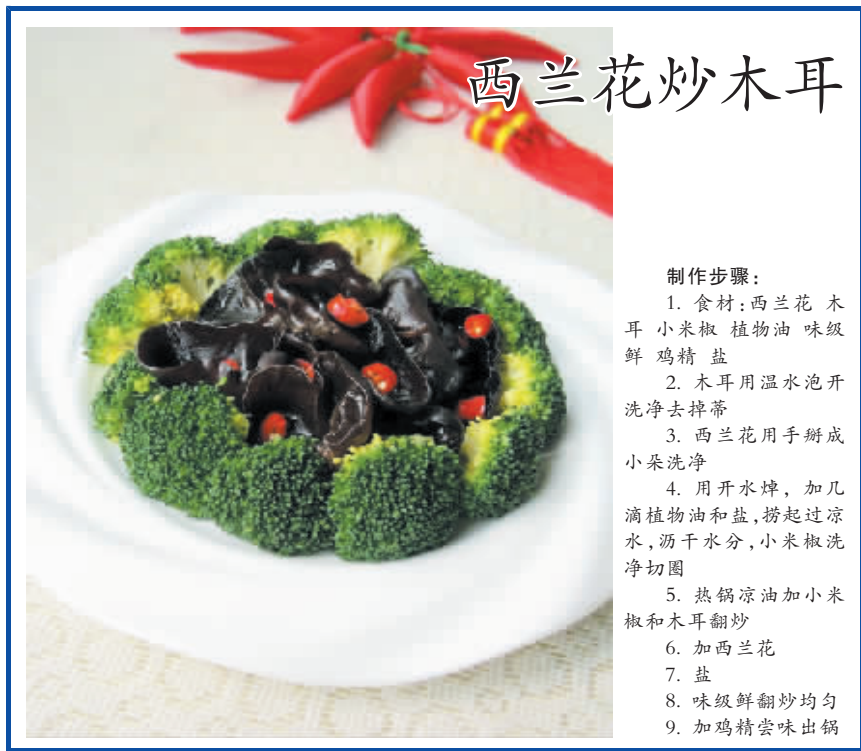 西兰花炒木耳
制作步骤：
1. 食材：西兰花 木
耳 小米椒 植物油 味级
鲜 鸡精 盐
2. 木耳用温水泡开
洗净去掉蒂
3. 西兰花用手掰成
小朵洗净
4. 用开水焯，加几
滴植物油和盐，捞起过凉
水，沥干水分，小米椒洗
净切圈
5. 热锅凉油加小米
椒和木耳翻炒
6. 加西兰花
7. 盐
8. 味级鲜翻炒均匀
9. 加鸡精尝味出锅